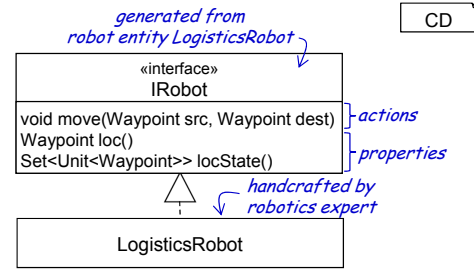 generated from
robot entity LogisticsRobot
CD
«interface»
IRobot
void move(Waypoint src, Waypoint dest)
actions
Waypoint loc()
Set<Unit<Waypoint>> locState()
properties
handcrafted by
robotics expert
LogisticsRobot